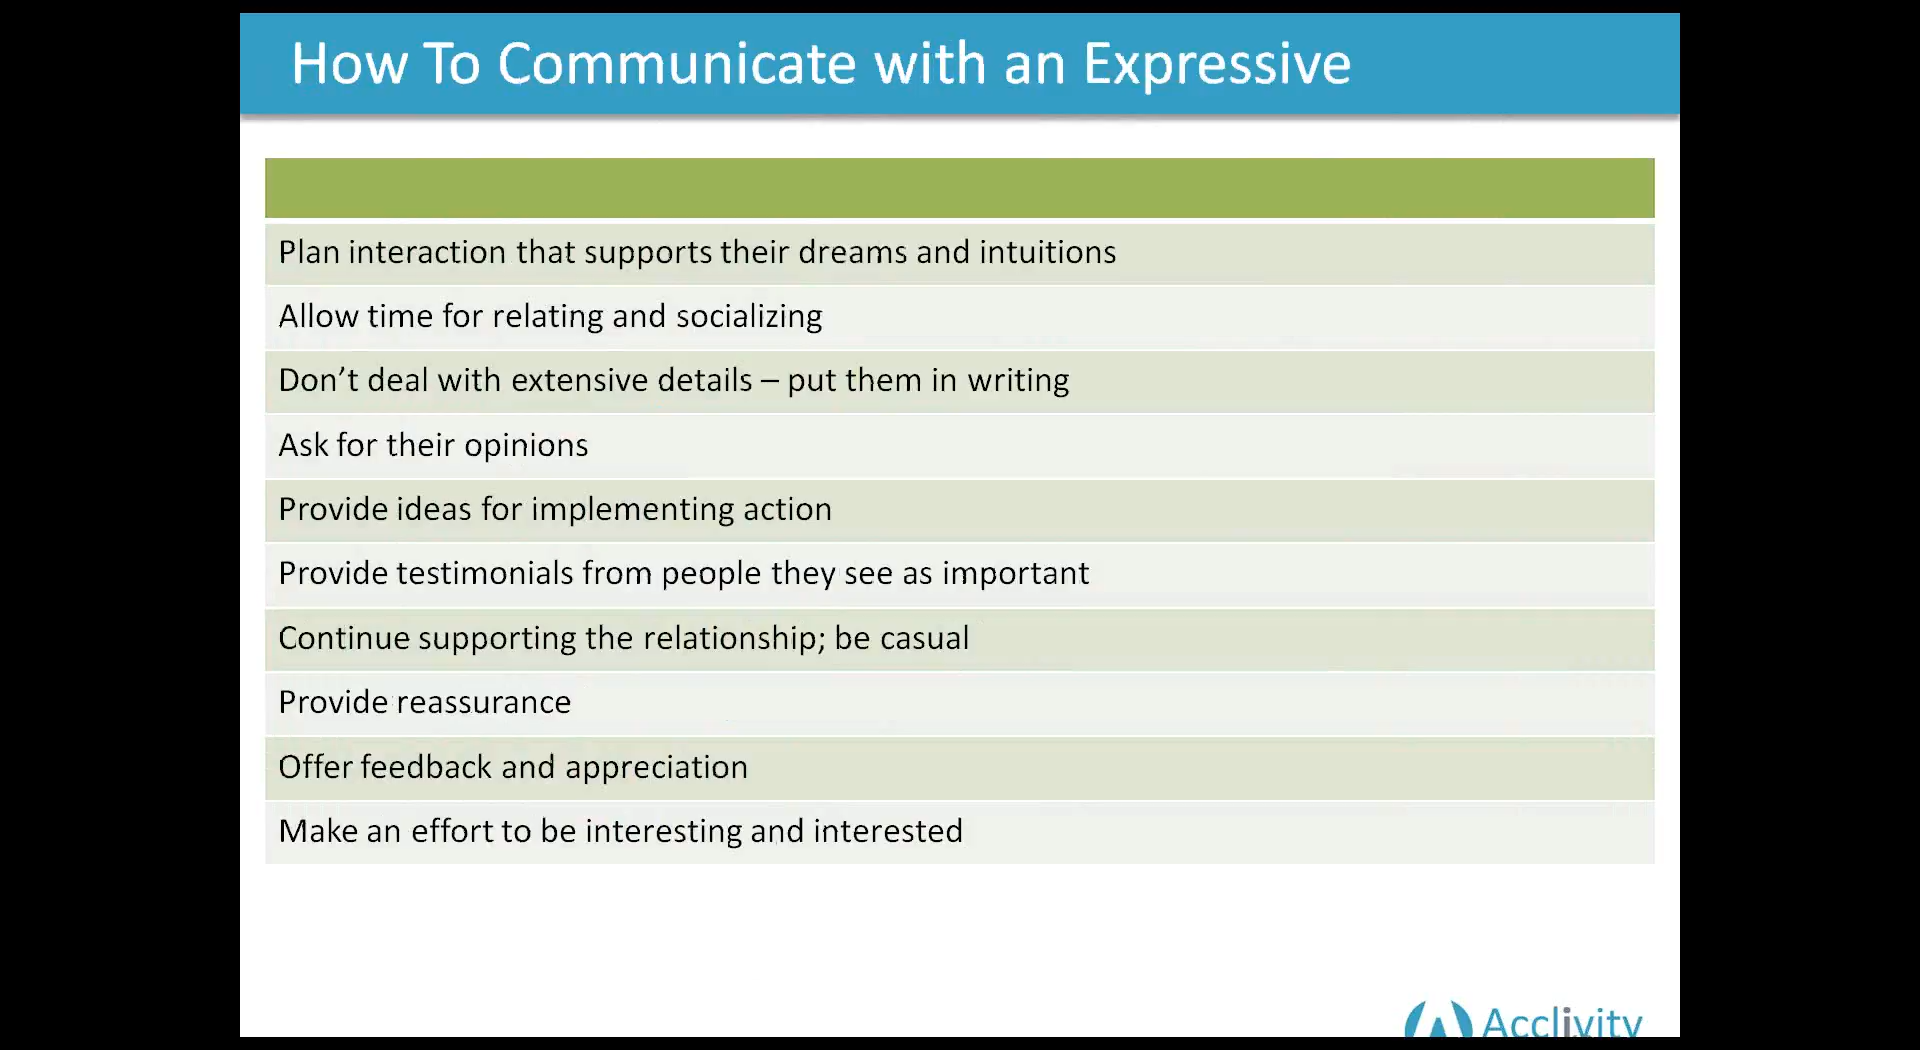 How To Communicate with an Expressive
Plan interaction that supports their dreams and intuitions
Allow time for relating and socializing
Don’t deal with extensive details – put them in writing
Ask for their opinions
Provide ideas for implementing action
Provide testimonials from people they see as important
Continue supporting the relationship; be casual
Provide reassurance
Offer feedback and appreciation
Make an effort to be interesting and interested
Acclivity